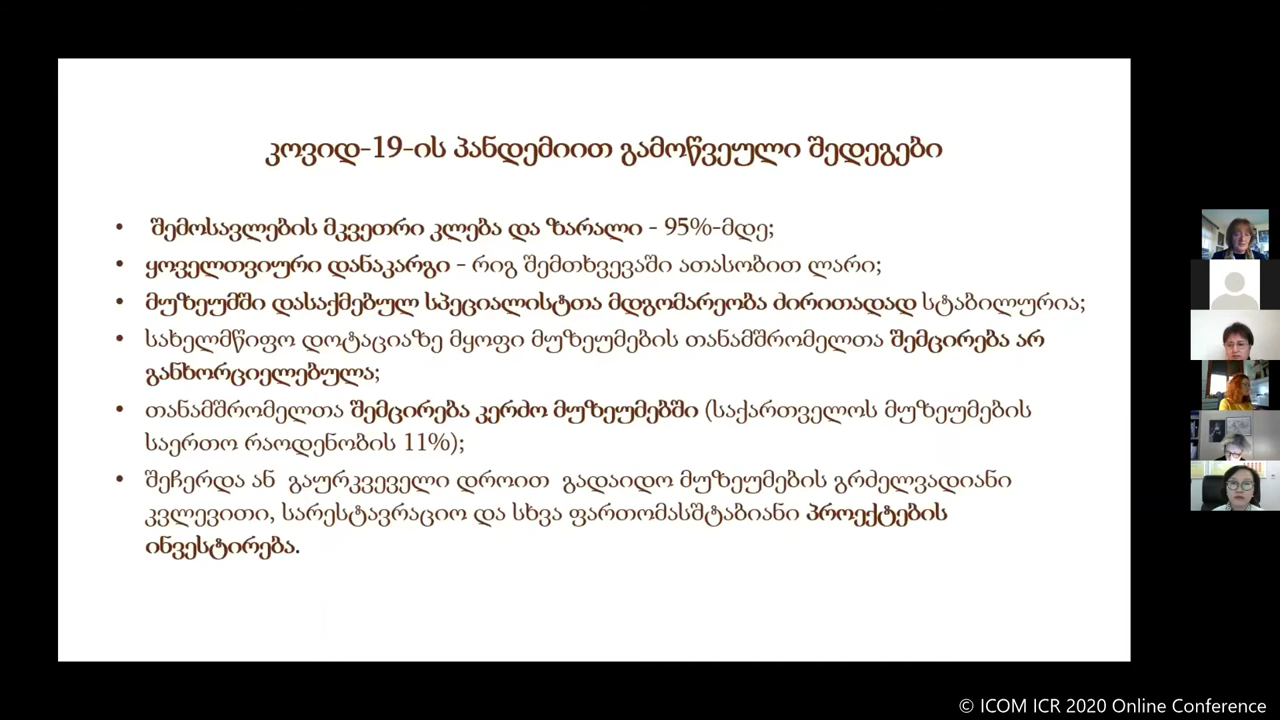 კოვიდ-19-ის პანდემიით გამოწვეული შედეგები
• შემოსავლების მკვეთრი კლება და ზარალი - 95%-მდე;
• ყოველთვიური დანაკარგი - რიგ შემთხვევაში ათასობით ლარი;
• მუზეუმში დასაქმებულ სპეციალისტთა მდგომარეობა ძირითადად სტაბილურია;
• სახელმწიფო დოტაციაზე მყოფი მუზეუმების თანამშრომელთა შემცირება არ
განხორციელებულა;
• თანამშრომელთა შემცირება კერძო მუზეუმებში (საქართველოს მუზეუმების
საერთო რაოდენობის 11%);
• შეჩერდა ან გაურკვეველი დროით გადაიდო მუზეუმების გრძელვადიანი
კვლევითი, სარესტავრაციო და სხვა ფართომასშტაბიანი პროექტების
ინვესტირება.
© ICOM ICR 2020 Online Conference